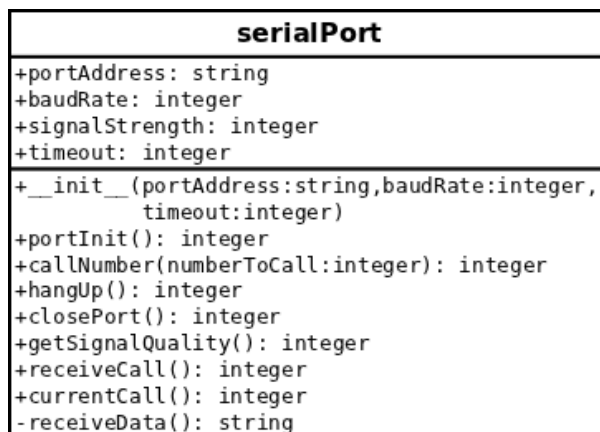 serialPort
+portAddress: string
+baudRate: integer
+signalStrength: integer
+timeout: integer
+__init__(portAddress:string,baudRate:integer,
timeout:integer)
+portInit(): integer
+callNumber(numberToCall:integer): integer
+hangUp(): integer
+closePort(): integer
+getSignalQuality(): integer
+receiveCall(): integer
+currentCall(): integer
-receiveData(): string